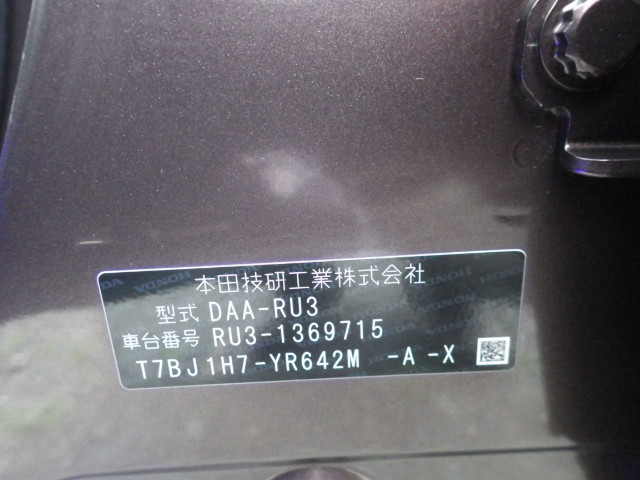 本田技研工業株式会社
型式 DAA-RU3
車台番号 RU3-1369715
T7BJ1H7-YR642M -A -X